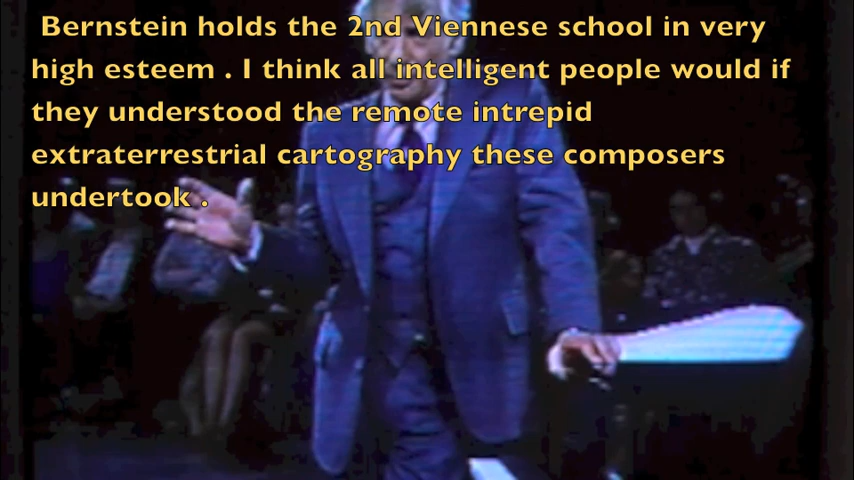 Bernstein holds the 2nd Viennese school in very
high esteem . I think all intelligent people would if
they understood the remote intrepid
extraterrestrial cartography these composers
undertook .